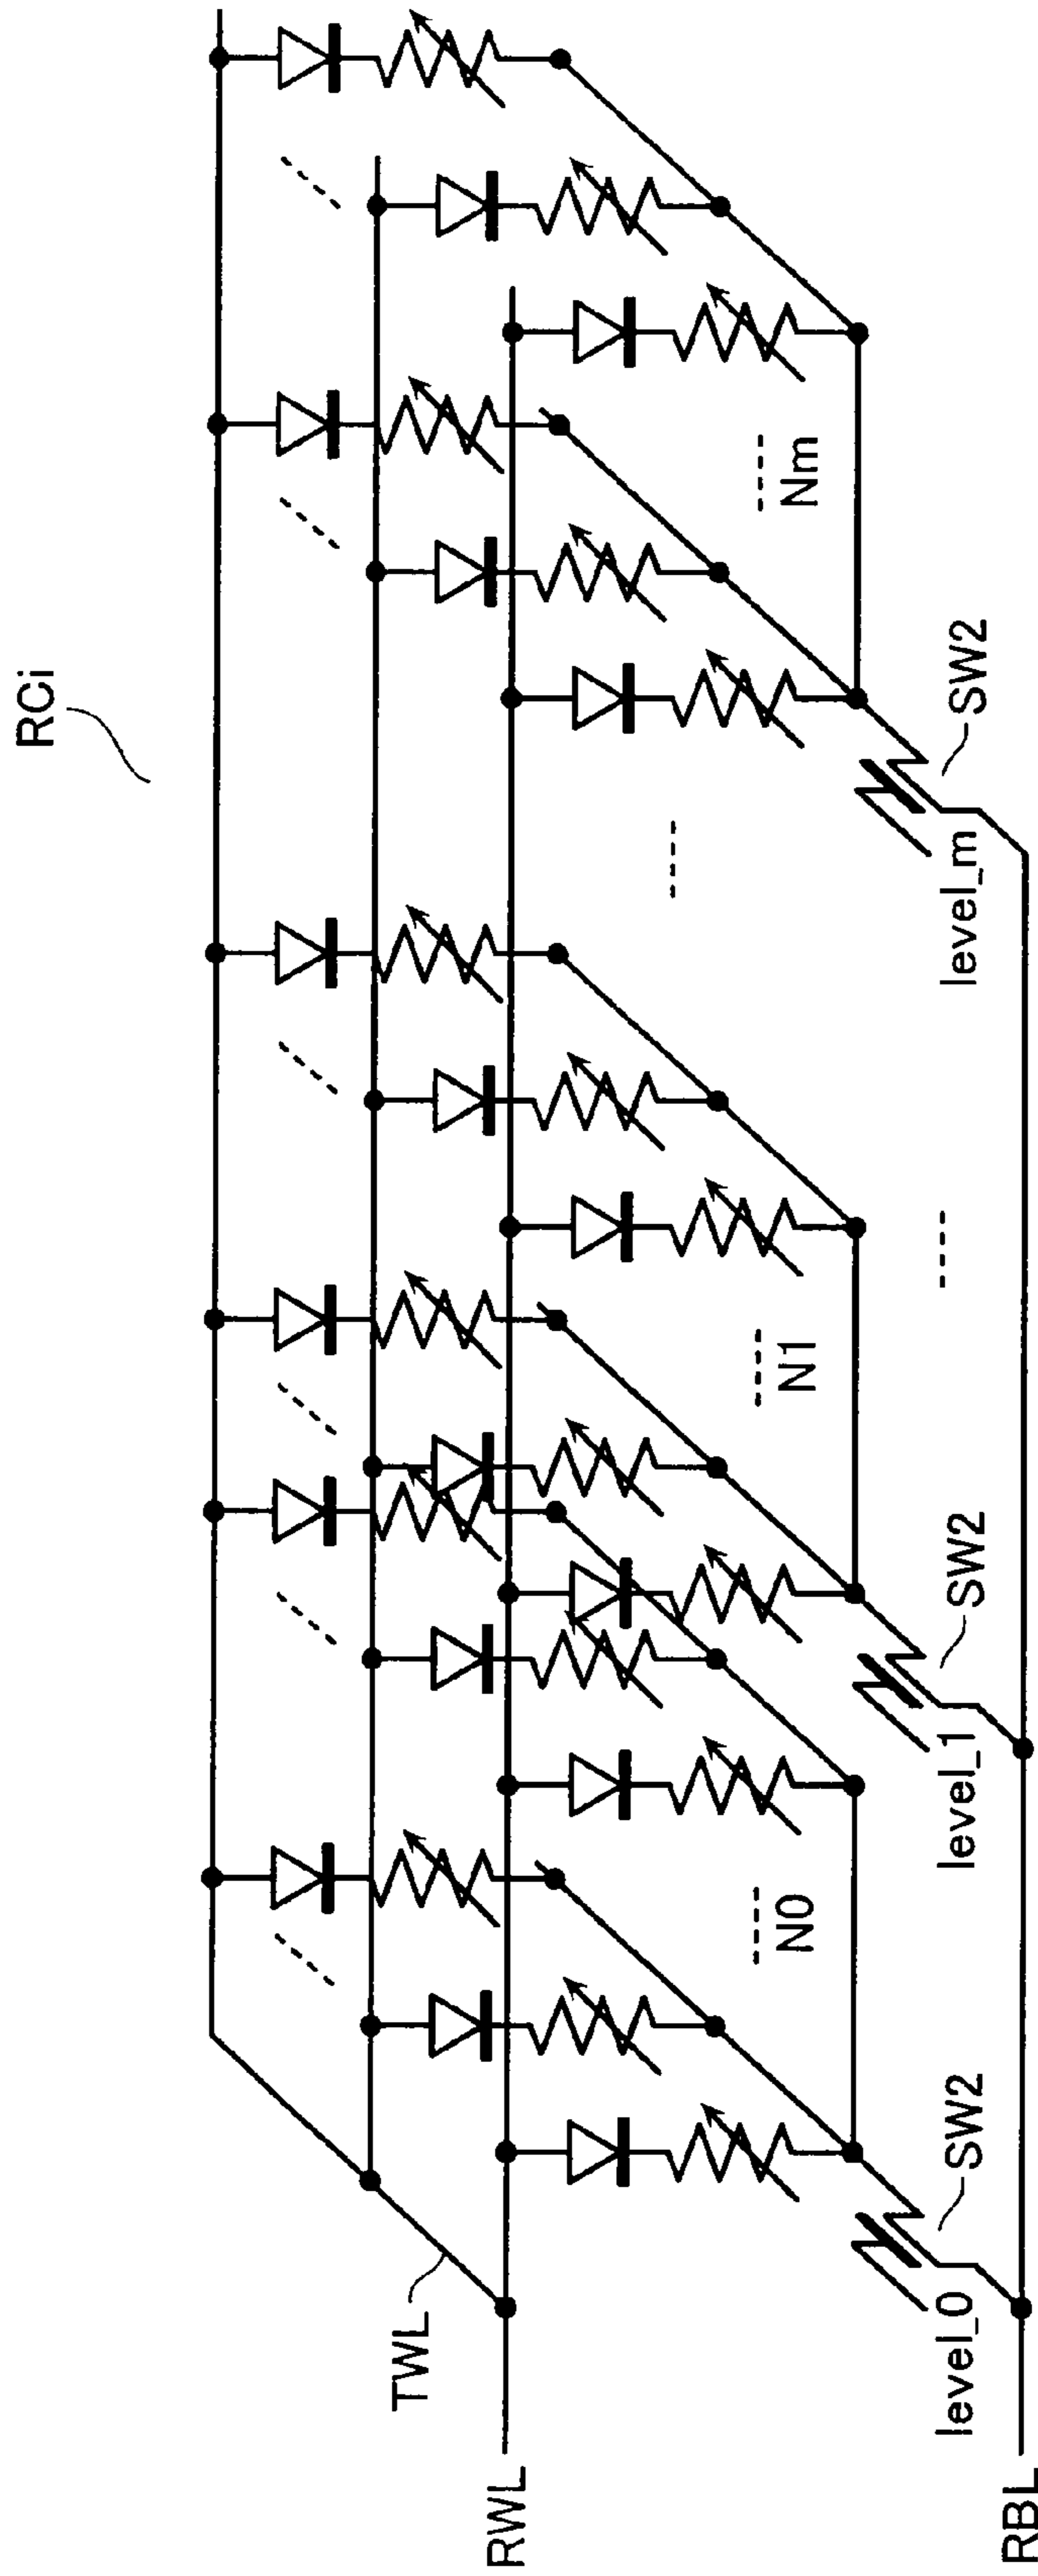 RCi
TWL
RWL
N0
N1
Nm
level_0
SW2
level_1
SW2
level_m
SW2
RBL